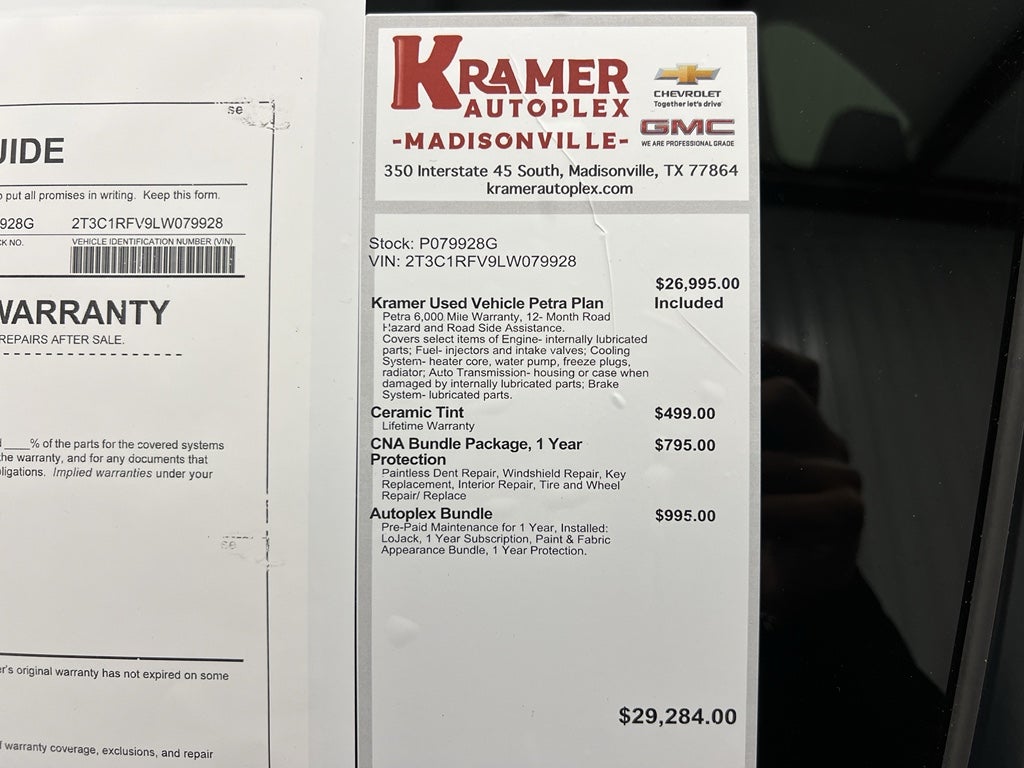 se
UIDE
put all promises in writing. Keep this form.
928G 2T3C1RFV9LW079928
NO. VEHICLE IDENTIFICATION NUMBER (VIN)
WARRANTY
REPAIRS AFTER SALE.
____% of the parts for the covered systems
the warranty, and for any documents that
ligations. Implied warranties under your
se
er's original warranty has not expired on some
warranty coverage, exclusions, and repair
KRAMER
AUTOPLEX
-MADISONVILLE-
CHEVROLET
Together let's drive
GMC
WE ARE PROFESSIONAL GRADE
350 Interstate 45 South, Madisonville, TX 77864
kramerautoplex.com
Stock: P079928G
VIN: 2T3C1RFV9LW079928
$26,995.00
Kramer Used Vehicle Petra Plan Included
Petra 6,000 Mile Warranty, 12- Month Road
Hazard and Road Side Assistance.
Covers select items of Engine- internally lubricated
parts; Fuel- injectors and intake valves; Cooling
System- heater core, water pump, freeze plugs,
radiator; Auto Transmission- housing or case when
damaged by internally lubricated parts; Brake
System- lubricated parts.
Ceramic Tint $499.00
Lifetime Warranty
CNA Bundle Package, 1 Year $795.00
Protection
Paintless Dent Repair, Windshield Repair, Key
Replacement, Interior Repair, Tire and Wheel
Repair/ Replace
Autoplex Bundle $995.00
Pre-Paid Maintenance for 1 Year, Installed:
LoJack, 1 Year Subscription, Paint & Fabric
Appearance Bundle, 1 Year Protection.
$29,284.00